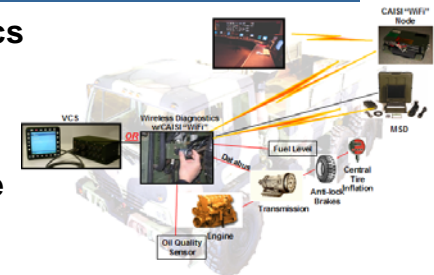 cs
CAISI "WiFi"
Node
VCS
Wireless Diagnostics
w/CAISI "WiFi"
OR
MSD
Fuel Level
Databus
Central
Tire
Inflation
Anti-lock
Brakes
Transmission
e
Engine
Oil Quality
Sensor